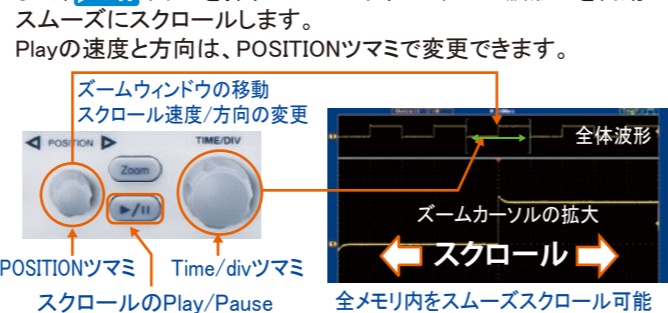 スムーズにスクロールします。
Playの速度と方向は、POSITIONツマミで変更できます。
ズームウィンドウの移動
スクロール速度/方向の変更
POSITION
TIME/DIV
Zoom
全体波形
ズームカーソルの拡大
スクロール
POSITIONツマミ
Time/divツマミ
スクロールのPlay/Pause
全メモリ内をスムーズスクロール可能